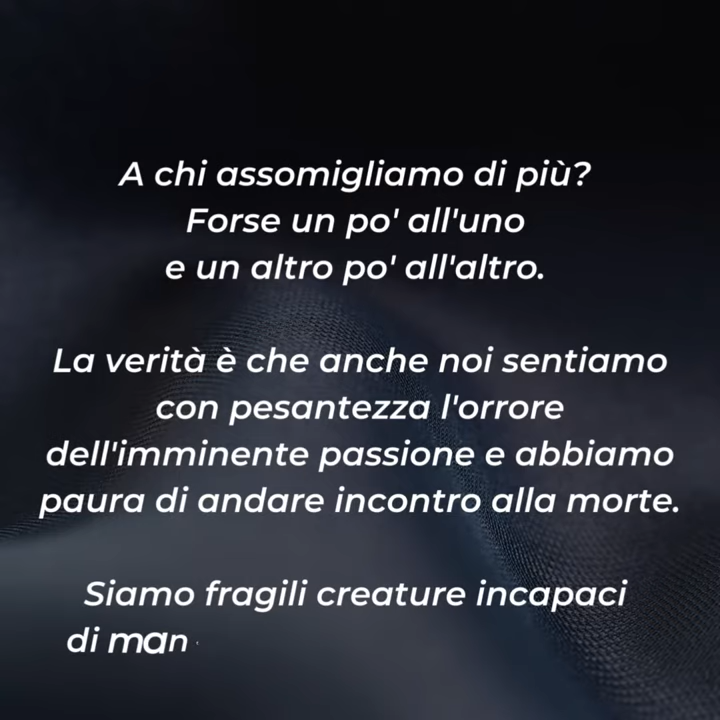 A chi assomigliamo di più?
Forse un po' all'uno
e un altro po' all'altro.
La verità è che anche noi sentiamo
con pesantezza l'orrore
dell'imminente passione e abbiamo
paura di andare incontro alla morte.
Siamo fragili creature incapaci
di man